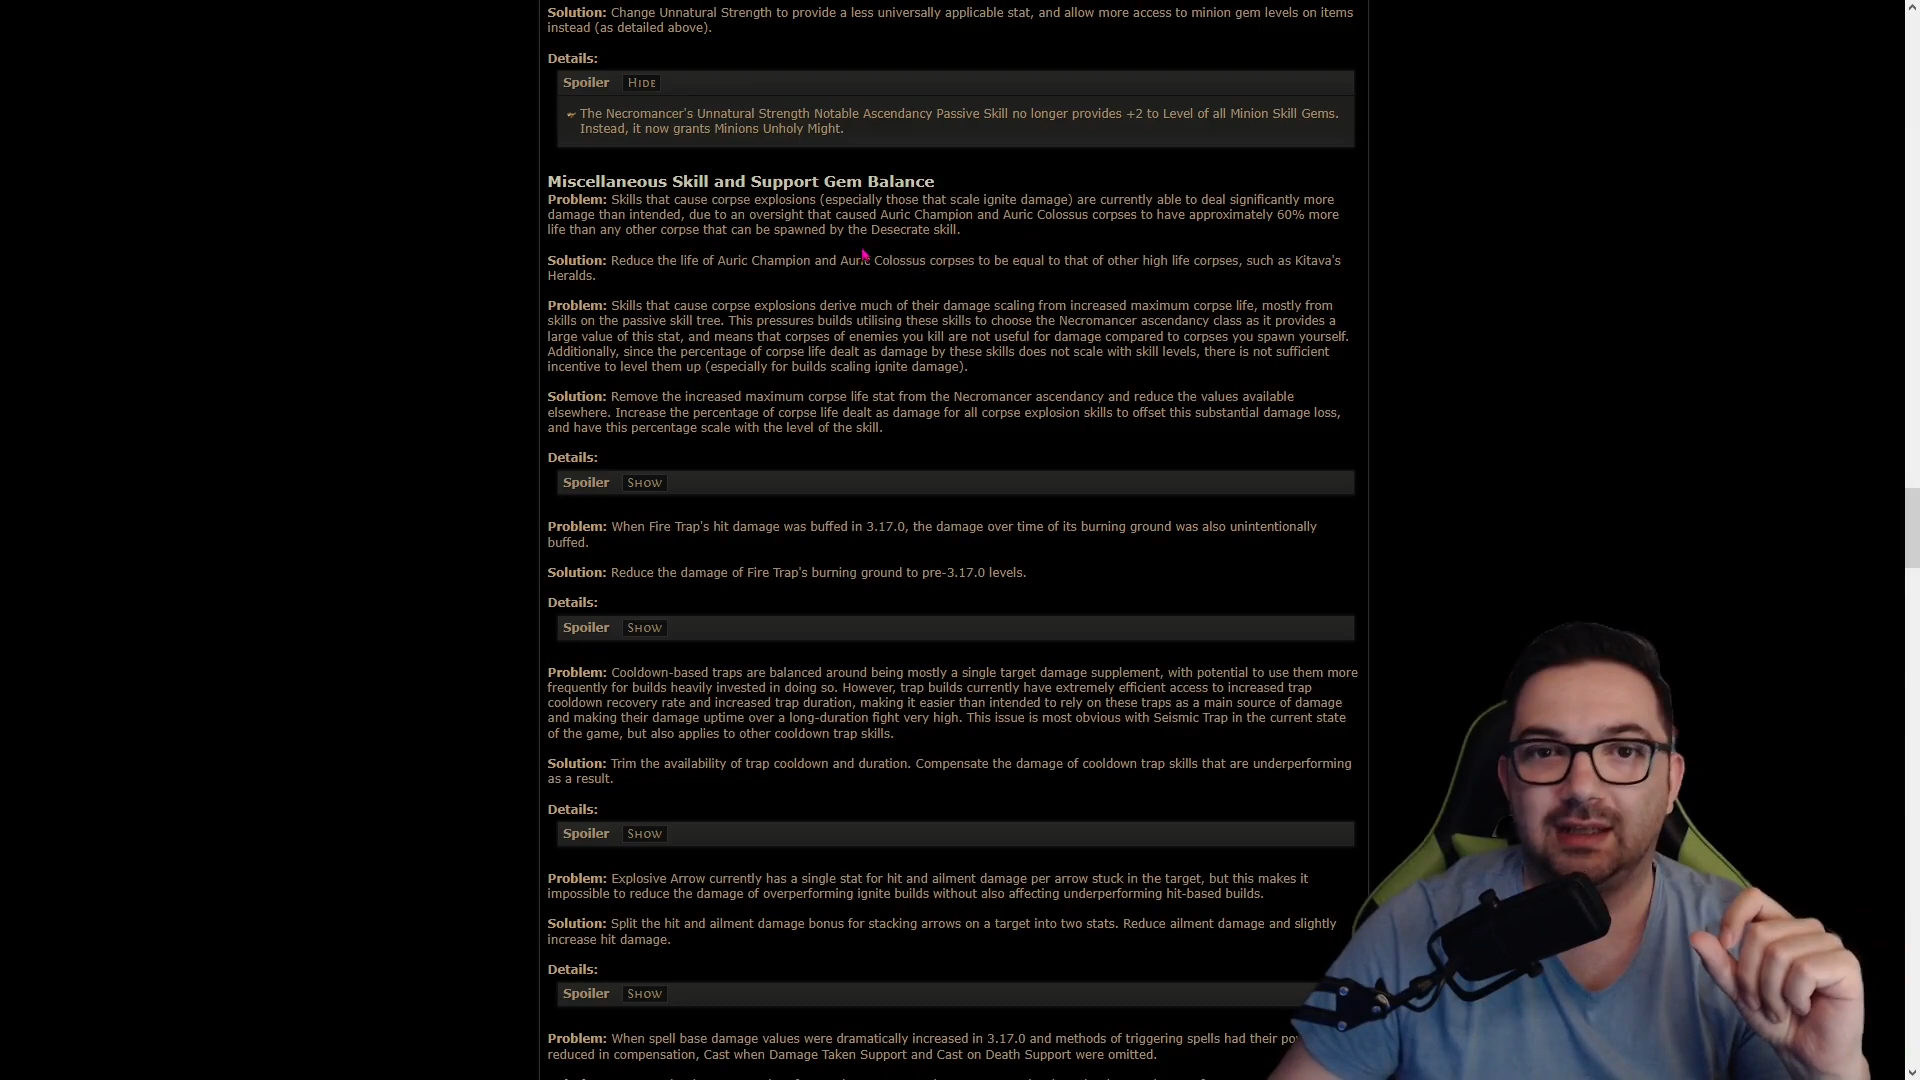 Solution: Change Unnatural Strength to provide a less universally applicable stat, and allow more access to minion gem levels on items
instead (as detailed above).
Details:
Spoiler HIDE
The Necromancer's Unnatural Strength Notable Ascendancy Passive Skill no longer provides +2 to Level of all Minion Skill Gems.
Instead, it now grants Minions Unholy Might.
Miscellaneous Skill and Support Gem Balance
Problem: Skills that cause corpse explosions (especially those that scale ignite damage) are currently able to deal significantly more
damage than intended, due to an oversight that caused Auric Champion and Auric Colossus corpses to have approximately 60% more
life than any other corpse that can be spawned by the Desecrate skill.
Solution: Reduce the life of Auric Champion and Auric Colossus corpses to be equal to that of other high life corpses, such as Kitava's
Heralds.
Problem: Skills that cause corpse explosions derive much of their damage scaling from increased maximum corpse life, mostly from
skills on the passive skill tree. This pressures builds utilising these skills to choose the Necromancer ascendancy class as it provides a
large value of this stat, and means that corpses of enemies you kill are not useful for damage compared to corpses you spawn yourself.
Additionally, since the percentage of corpse life dealt as damage by these skills does not scale with skill levels, there is not sufficient
incentive to level them up (especially for builds scaling ignite damage).
Solution: Remove the increased maximum corpse life stat from the Necromancer ascendancy and reduce the values available
elsewhere. Increase the percentage of corpse life dealt as damage for all corpse explosion skills to offset this substantial damage loss,
and have this percentage scale with the level of the skill.
Details:
Spoiler SHOW
Problem: When Fire Trap's hit damage was buffed in 3.17.0, the damage over time of its burning ground was also unintentionally
buffed.
Solution: Reduce the damage of Fire Trap's burning ground to pre-3.17.0 levels.
Details:
Spoiler SHOW
Problem: Cooldown-based traps are balanced around being mostly a single target damage supplement, with potential to use them more
frequently for builds heavily invested in doing so. However, trap builds currently have extremely efficient access to increased trap
cooldown recovery rate and increased trap duration, making it easier than intended to rely on these traps as a main source of damage
and making their damage uptime over a long-duration fight very high. This issue is most obvious with Seismic Trap in the current state
of the game, but also applies to other cooldown trap skills.
Solution: Trim the availability of trap cooldown and duration. Compensate the damage of cooldown trap skills that are underperforming
as a result.
Details:
Spoiler SHOW
Problem: Explosive Arrow currently has a single stat for hit and ailment damage per arrow stuck in the target, but this makes it
impossible to reduce the damage of overperforming ignite builds without also affecting underperforming hit-based builds.
Solution: Split the hit and ailment damage bonus for stacking arrows on a target into two stats. Reduce ailment damage and slightly
increase hit damage.
Details:
Spoiler SHOW
Problem: When spell base damage values were dramatically increased in 3.17.0 and methods of triggering spells had their
reduced in compensation, Cast when Damage Taken Support and Cast on Death Support were omitted.